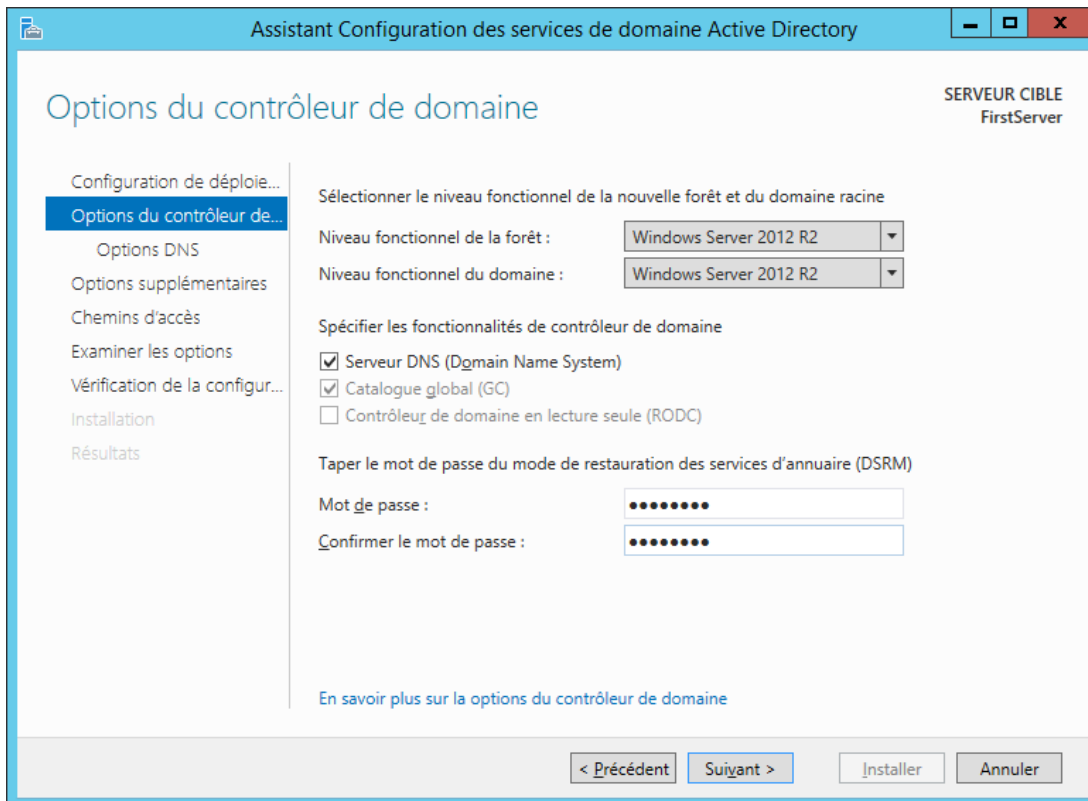 Assistant Configuration des services de domaine Active Directory
Options du contrôleur de domaine
SERVEUR CIBLE
FirstServer
Configuration de déploie...
Options du contrôleur de...
Options DNS
Options supplémentaires
Chemins d'accès
Examiner les options
Vérification de la configur...
Installation
Résultats
Sélectionner le niveau fonctionnel de la nouvelle forêt et du domaine racine
Niveau fonctionnel de la forêt : Windows Server 2012 R2
Niveau fonctionnel du domaine : Windows Server 2012 R2
Spécifier les fonctionnalités de contrôleur de domaine
Serveur DNS (Domain Name System)
Catalogue global (GC)
Contrôleur de domaine en lecture seule (RODC)
Taper le mot de passe du mode de restauration des services d'annuaire (DSRM)
Mot de passe : ●●●●●●●●
Confirmer le mot de passe : ●●●●●●●●
En savoir plus sur la options du contrôleur de domaine
< Précédent Suivant > Installer Annuler